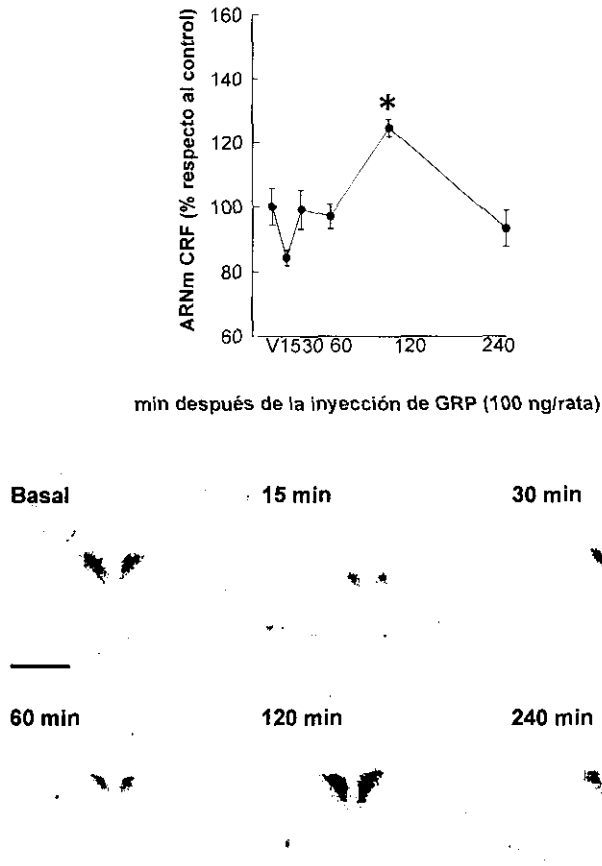 ARNm CRF (% respecto al control)
160
140
120
100
80
60
*
V1530 60 120 240
min después de la inyección de GRP (100 ng/rata)
Basal 15 min 30 min
60 min 120 min 240 min